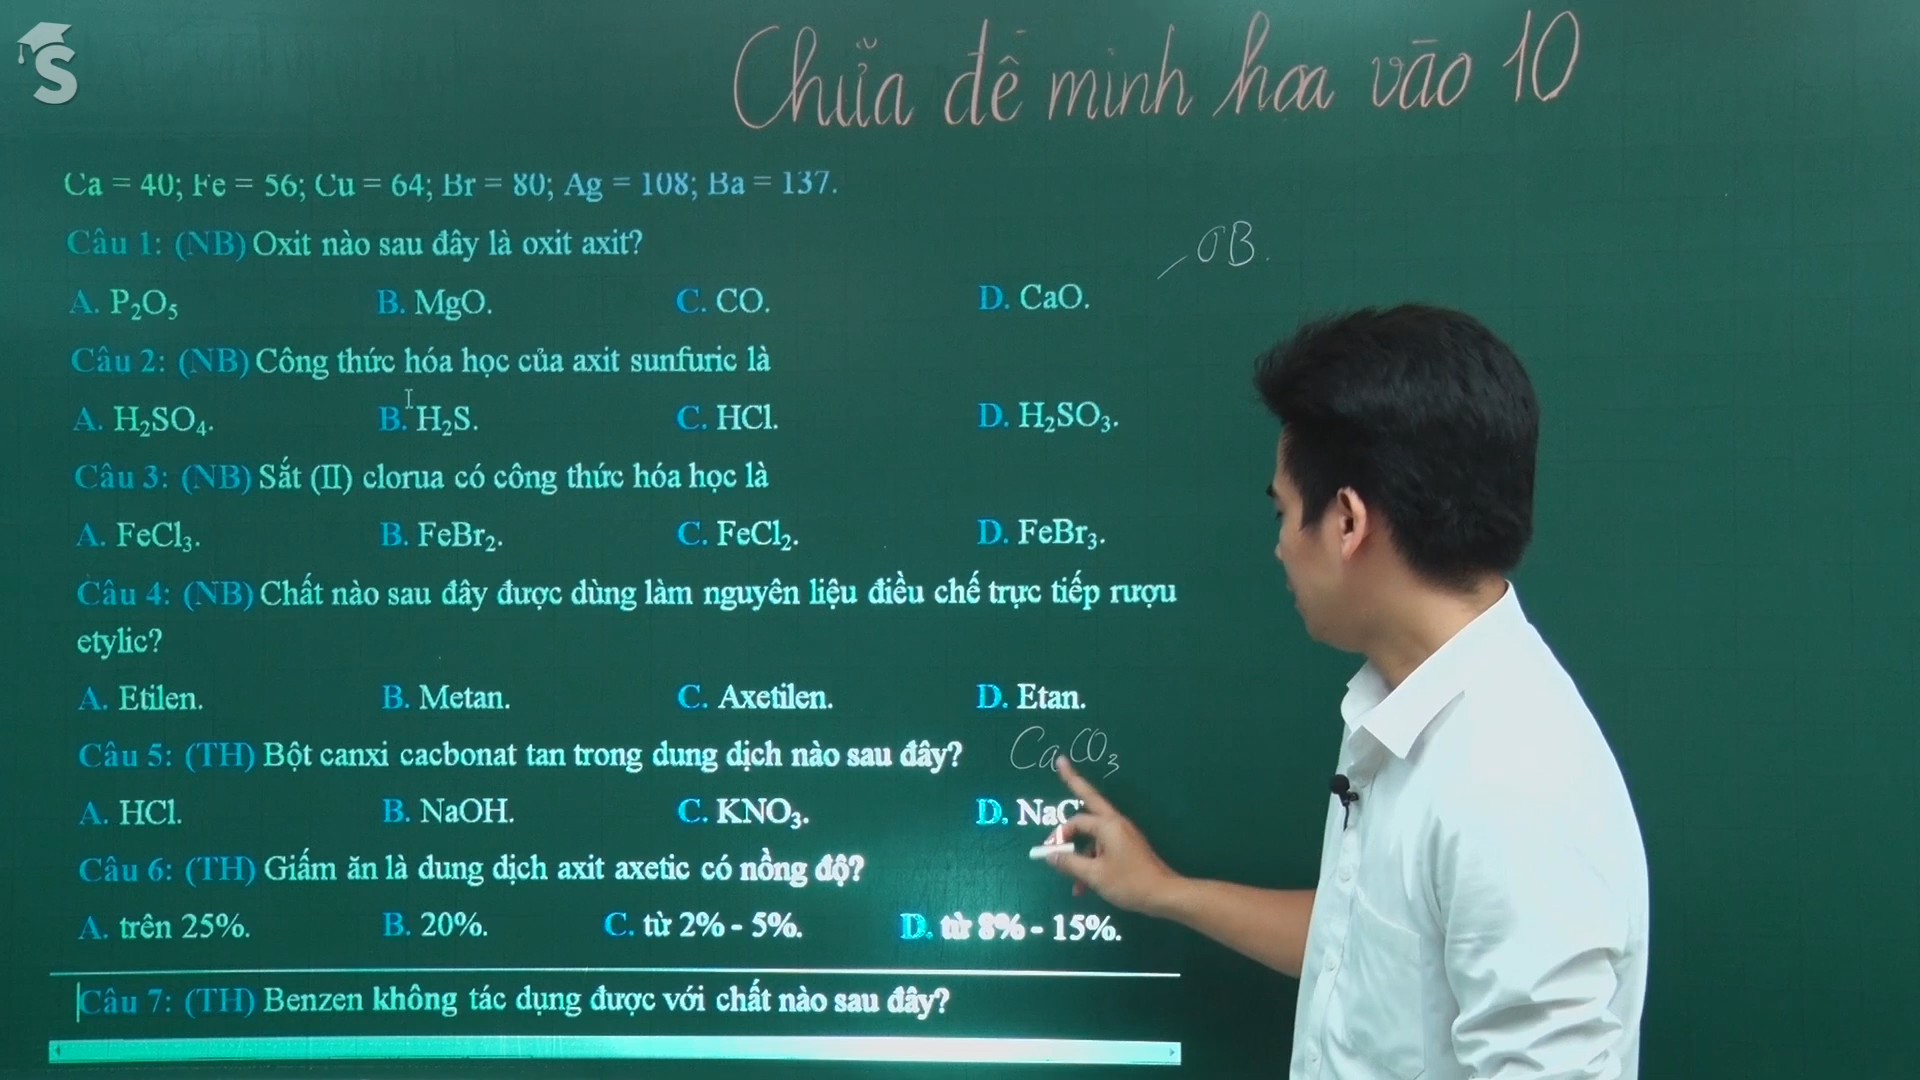 S
Chữa đề minh họa vào 10
Ca = 40; Fe = 56; Cu = 64; Br = 80; Ag = 108; Ba = 137.
Câu 1: (NB) Oxit nào sau đây là oxit axit?
OB.
A. P₂O₅ B. MgO. C. CO. D. CaO.
Câu 2: (NB) Công thức hóa học của axit sunfuric là
A. H₂SO₄. B. H₂S. C. HCl. D. H₂SO₃.
Câu 3: (NB) Sắt (II) clorua có công thức hóa học là
A. FeCl₃. B. FeBr₂. C. FeCl₂. D. FeBr₃.
Câu 4: (NB) Chất nào sau đây được dùng làm nguyên liệu điều chế trực tiếp rượu
etylic?
A. Etilen. B. Metan. C. Axetilen. D. Etan.
Câu 5: (TH) Bột canxi cacbonat tan trong dung dịch nào sau đây? CaCO₃
A. HCl. B. NaOH. C. KNO₃. D.
Câu 6: (TH) Giấm ăn là dung dịch axit axetic có nồng độ?
A. trên 25%. B. 20%. C. từ 2% - 5%. D. từ 8% - 15%.
Câu 7: (TH) Benzen không tác dụng được với chất nào sau đây?